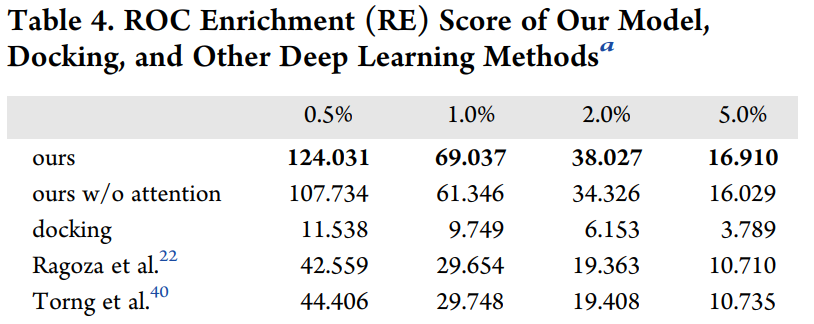 Table 4. ROC Enrichment (RE) Score of Our Model,
Docking, and Other Deep Learning Methodsa
0.5% 1.0% 2.0% 5.0%
ours 124.031 69.037 38.027 16.910
ours w/o attention 107.734 61.346 34.326 16.029
docking 11.538 9.749 6.153 3.789
Ragoza et al.22 42.559 29.654 19.363 10.710
Torng et al.40 44.406 29.748 19.408 10.735